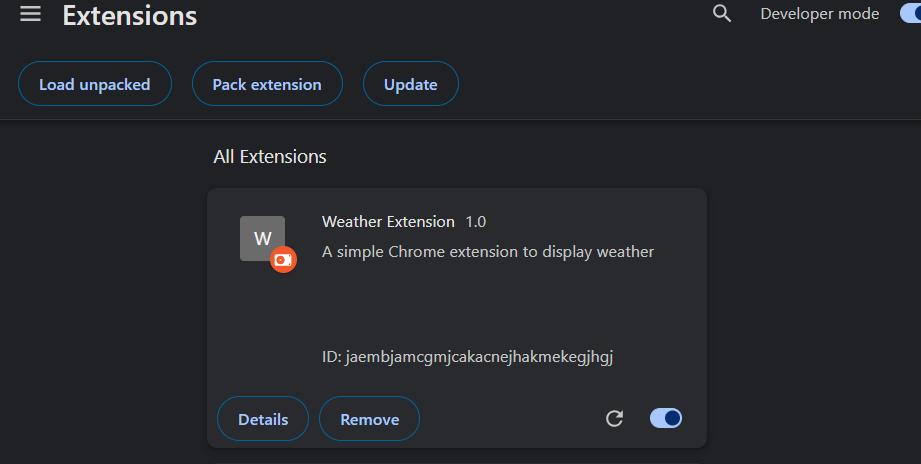 Extensions
Developer mode
Load unpacked
Pack extension
Update
All Extensions
W
Weather Extension 1.0
A simple Chrome extension to display weather
ID: jaembjamcgmjcakacnejhakmekegjhgj
Details
Remove